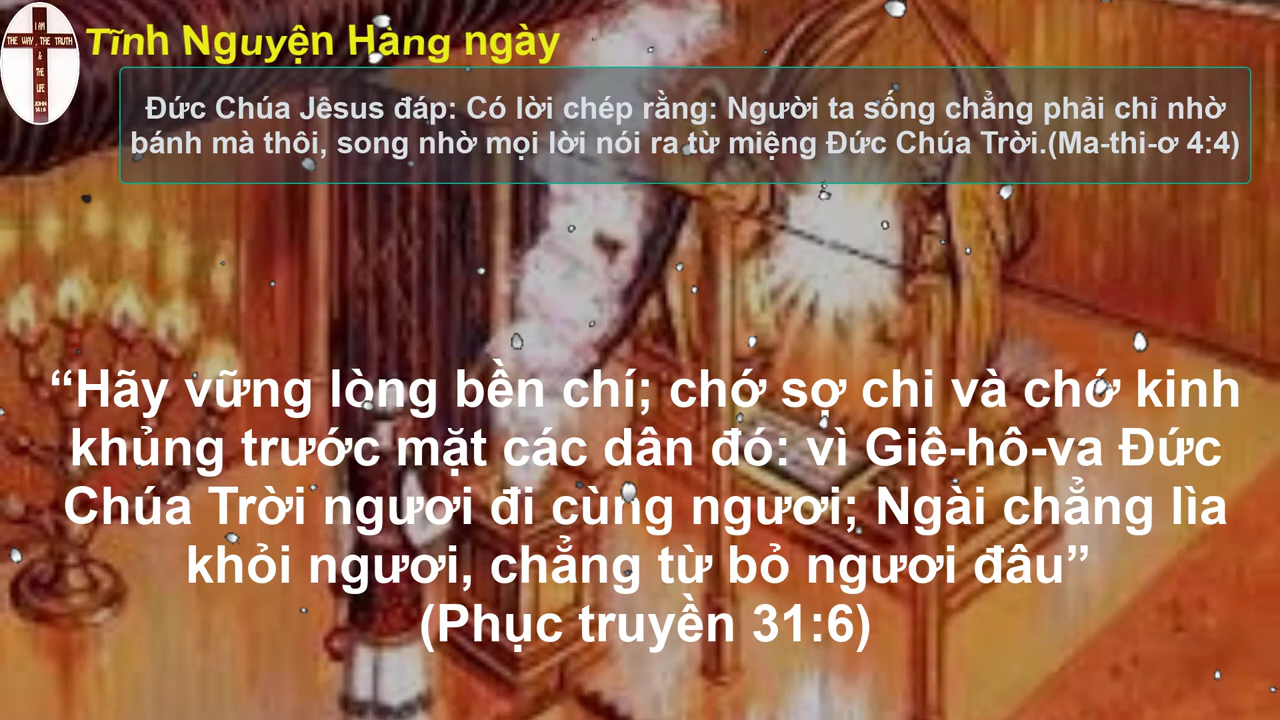 I AM
THE WAY , THE TRUTH
&
THE
LIFE
JOHN
Tĩnh Nguyện Hàng ngày
Đức Chúa Jêsus đáp: Có lời chép rằng: Người ta sống chẳng phải chỉ nhờ
bánh mà thôi, song nhờ mọi lời nói ra từ miệng Đức Chúa Trời.(Ma-thi-ơ 4:4)
“Hãy vững lòng bền chí; chớ sợ chi và chớ kinh
khủng trước mặt các dân đó: vì Giê-hô-va Đức
Chúa Trời ngươi đi cùng ngươi; Ngài chẳng lìa
khỏi ngươi, chẳng từ bỏ ngươi đâu”
(Phục truyền 31:6)